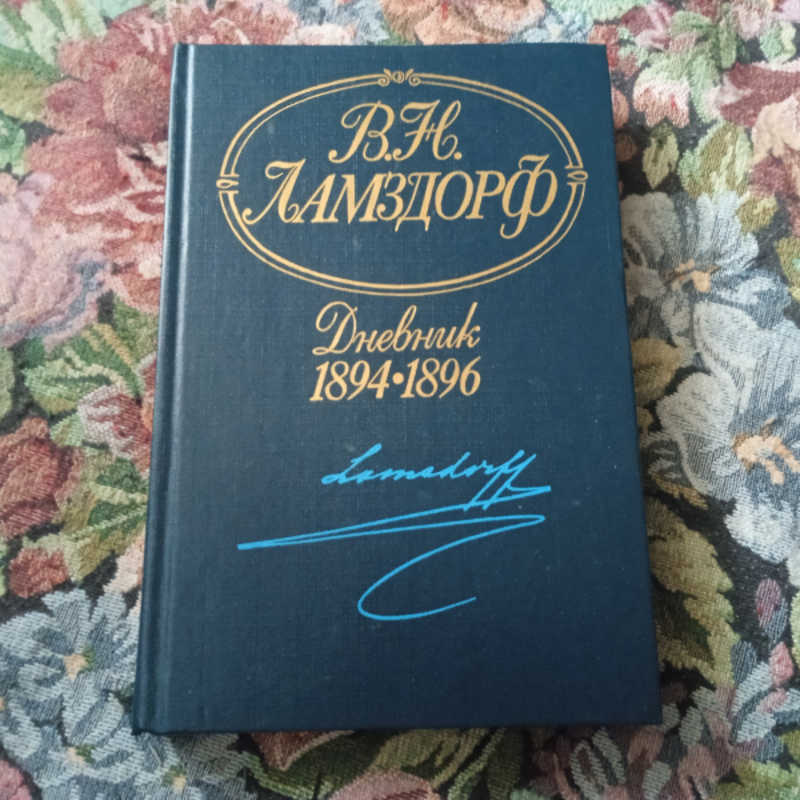 В.Н.
ЛАМЗДОРФ
Дневник
1894•1896
Lamsdorff